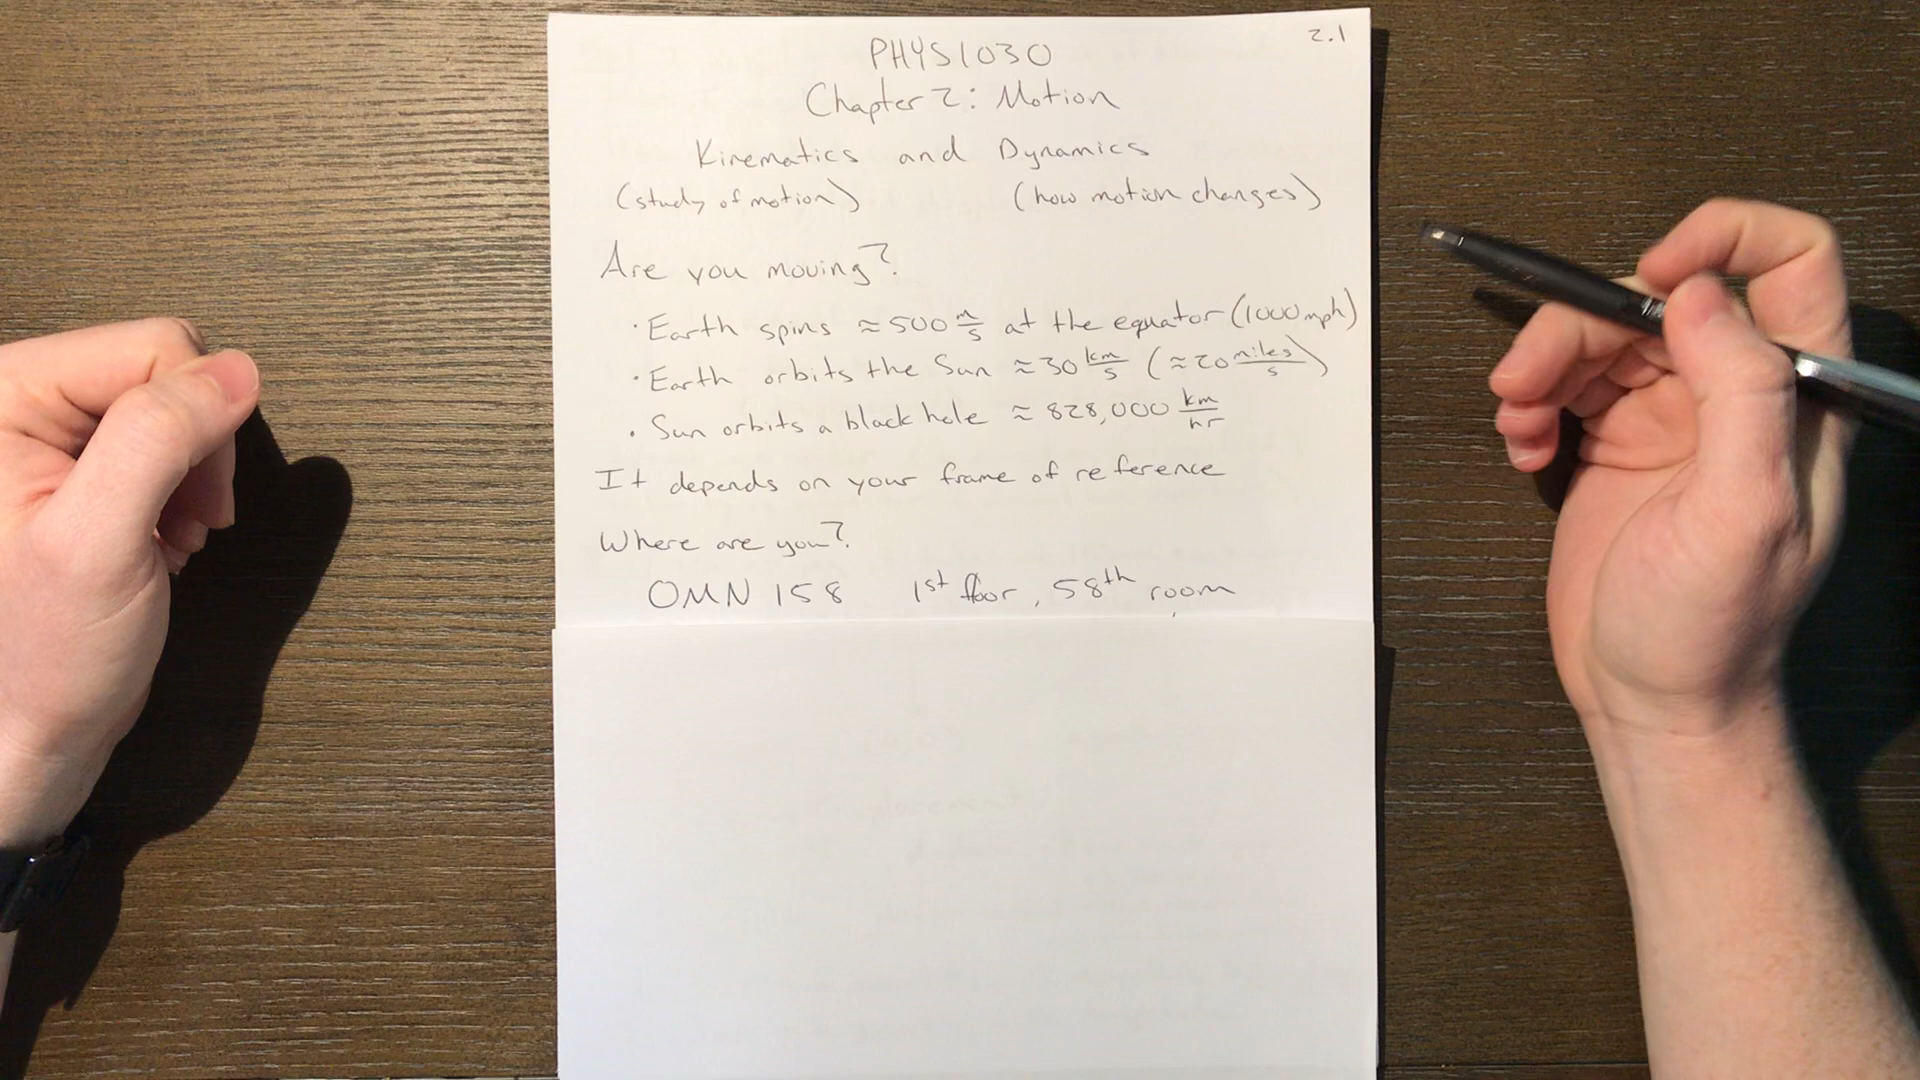 2.1
PHYS1030
Chapter 2: Motion
Kinematics and Dynamics
(study of motion) (how motion changes)
Are you moving?
· Earth spins ≈ 500 m/s at the equator (1000mph)
· Earth orbits the Sun ≈ 30 km/s (≈ 20 miles/s)
· Sun orbits a black hole ≈ 828,000 km/hr
It depends on your frame of reference
Where are you?
OMN 158 1st floor, 58th room